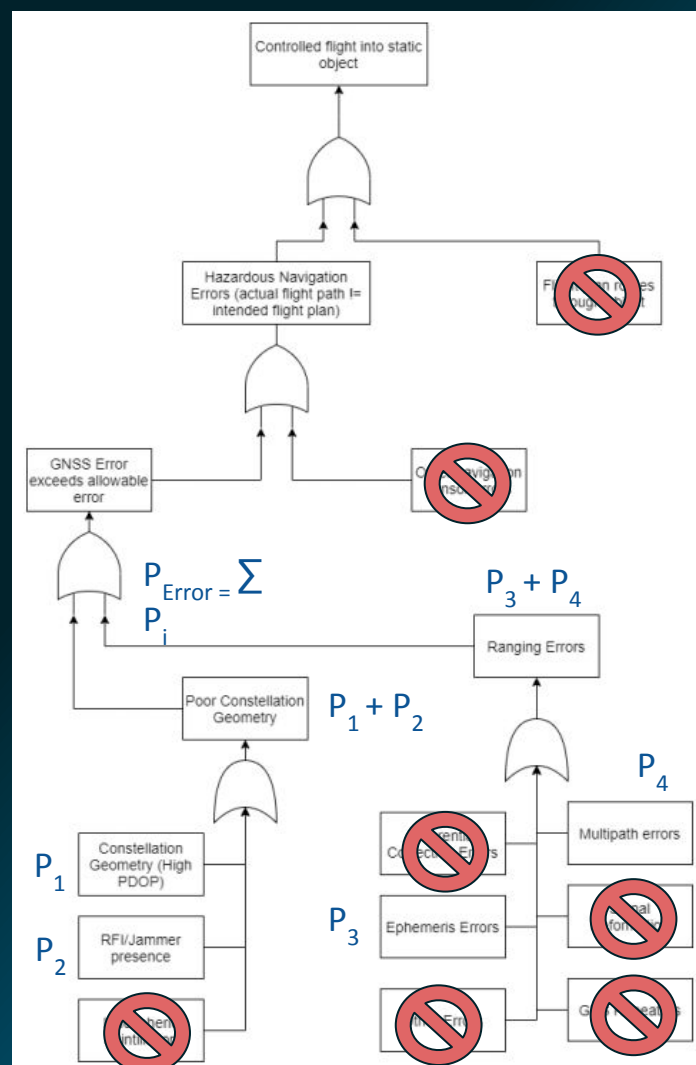 Controlled flight into static
object
Hazardous Navigation
Errors (actual flight path !=
intended flight plan)
GNSS Error
exceeds allowable
error
P Error = Σ
P i
P 3 + P 4
Ranging Errors
Poor Constellation
Geometry
P 1 + P 2
P 4
P 1
Constellation
Geometry (High
PDOP)
Errors
Multipath errors
P 2
RFI/Jammer
presence
P 3
Ephemeris Errors